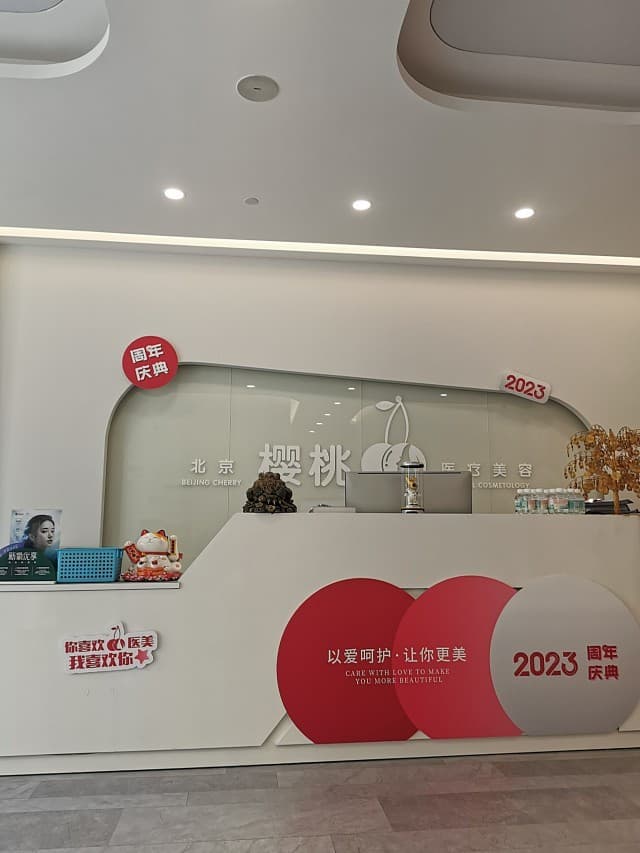 周年
庆典
2023
北京
BEIJING CHERRY
樱桃
医疗美容
COSMETOLOGY
你喜欢 医美
我喜欢你
以爱呵护·让你更美
CARE WITH LOVE TO MAKE
YOU MORE BEAUTIFUL
2023 周年
庆典